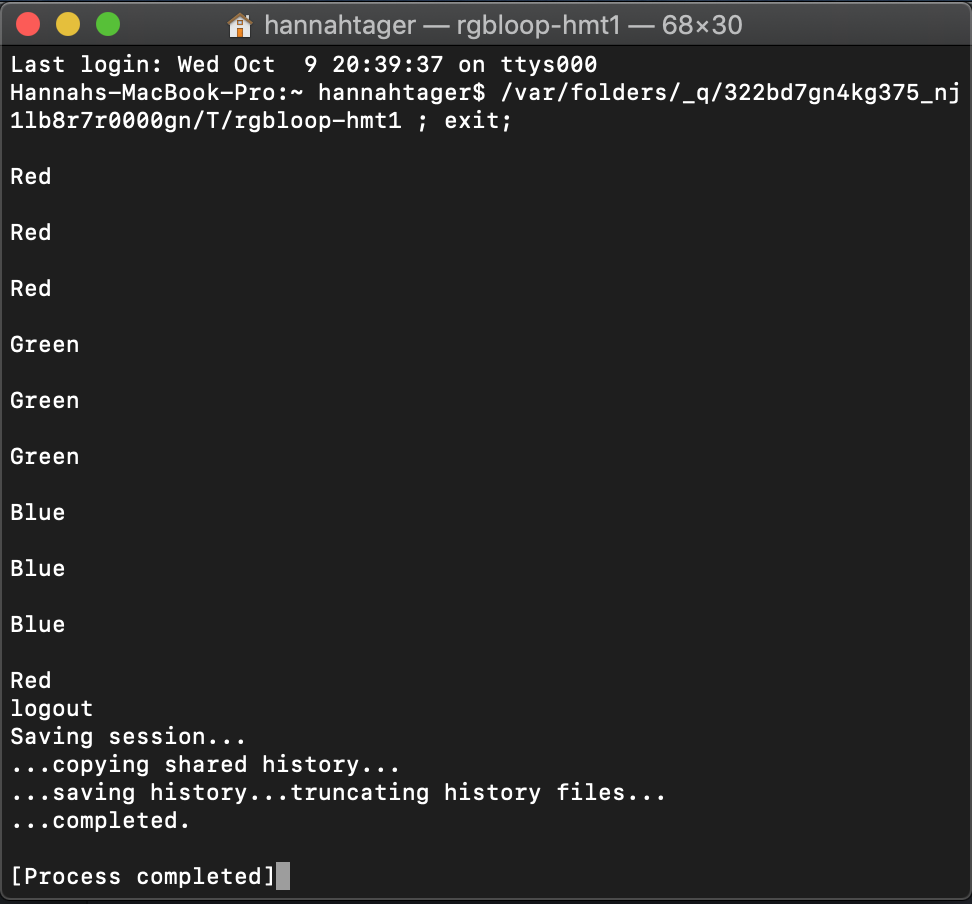 hannahtager — rgbloop-hmt1 — 68×30
Last login: Wed Oct  9 20:39:37 on ttys000
Hannahs-MacBook-Pro:~ hannahtager$ /var/folders/_q/322bd7gn4kg375_nj
1lb8r7r0000gn/T/rgbloop-hmt1 ; exit;
Red
Red
Red
Green
Green
Green
Blue
Blue
Blue
Red
logout
Saving session...
...copying shared history...
...saving history...truncating history files...
...completed.
[Process completed]